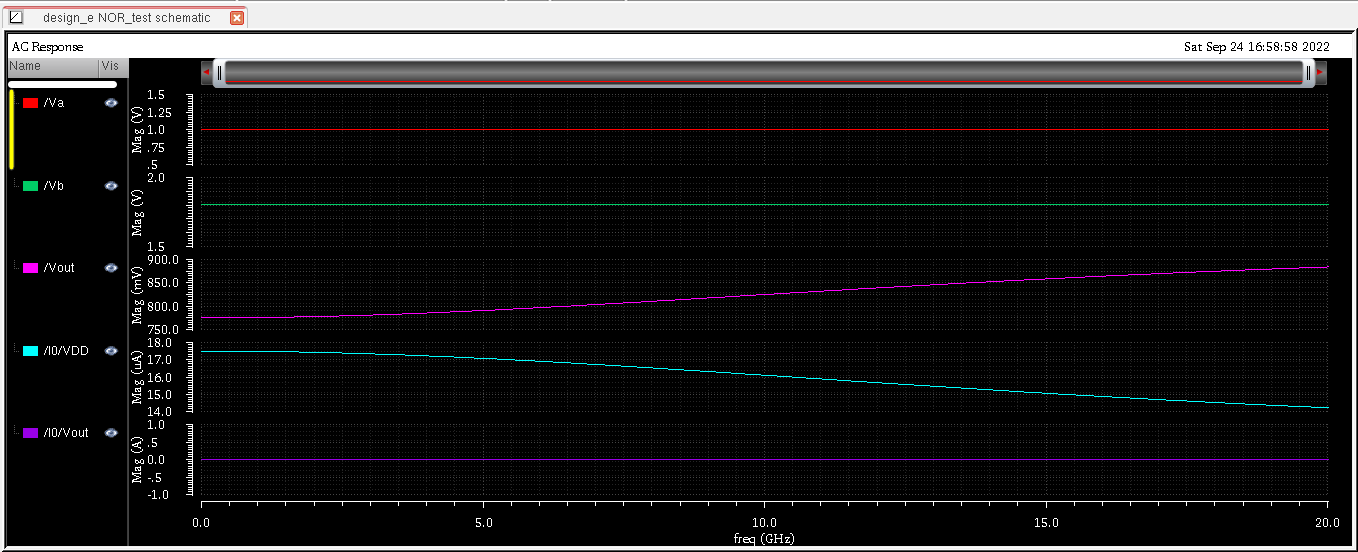 design_e NOR_test schematic
AC Response
Sat Sep 24 16:58:58 2022
Name Vis
/Va
1.5
1.25
1.0
.75
.5
Mag (V)
/Vb
2.0
1.5
Mag (V)
/Vout
900.0
850.0
800.0
750.0
Mag (mV)
/I0/VDD
18.0
17.0
16.0
15.0
14.0
Mag (uA)
/I0/Vout
1.0
.5
0.0
-.5
-1.0
Mag (A)
0.0 5.0 10.0 15.0 20.0
freq (GHz)